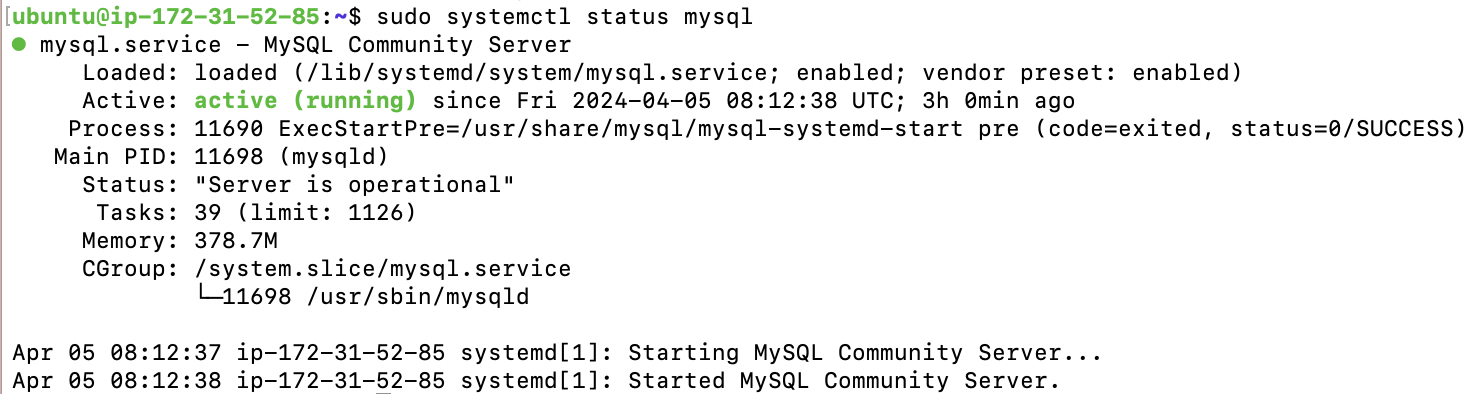 [ubuntu@ip-172-31-52-85:~$ sudo systemctl status mysql
● mysql.service - MySQL Community Server
     Loaded: loaded (/lib/systemd/system/mysql.service; enabled; vendor preset: enabled)
     Active: active (running) since Fri 2024-04-05 08:12:38 UTC; 3h 0min ago
    Process: 11690 ExecStartPre=/usr/share/mysql/mysql-systemd-start pre (code=exited, status=0/SUCCESS)
   Main PID: 11698 (mysqld)
     Status: "Server is operational"
      Tasks: 39 (limit: 1126)
     Memory: 378.7M
     CGroup: /system.slice/mysql.service
             └─11698 /usr/sbin/mysqld

Apr 05 08:12:37 ip-172-31-52-85 systemd[1]: Starting MySQL Community Server...
Apr 05 08:12:38 ip-172-31-52-85 systemd[1]: Started MySQL Community Server.